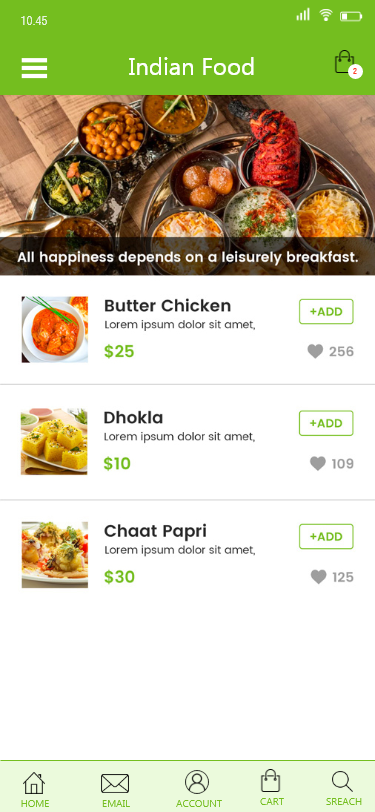 10.45
Indian Food
2
All happiness depends on a leisurely breakfast.
Butter Chicken
+ADD
Lorem ipsum dolor sit amet,
$25
256
Dhokla
+ADD
Lorem ipsum dolor sit amet,
$10
109
Chaat Papri
+ADD
Lorem ipsum dolor sit amet,
$30
125
HOME EMAIL ACCOUNT CART SREACH